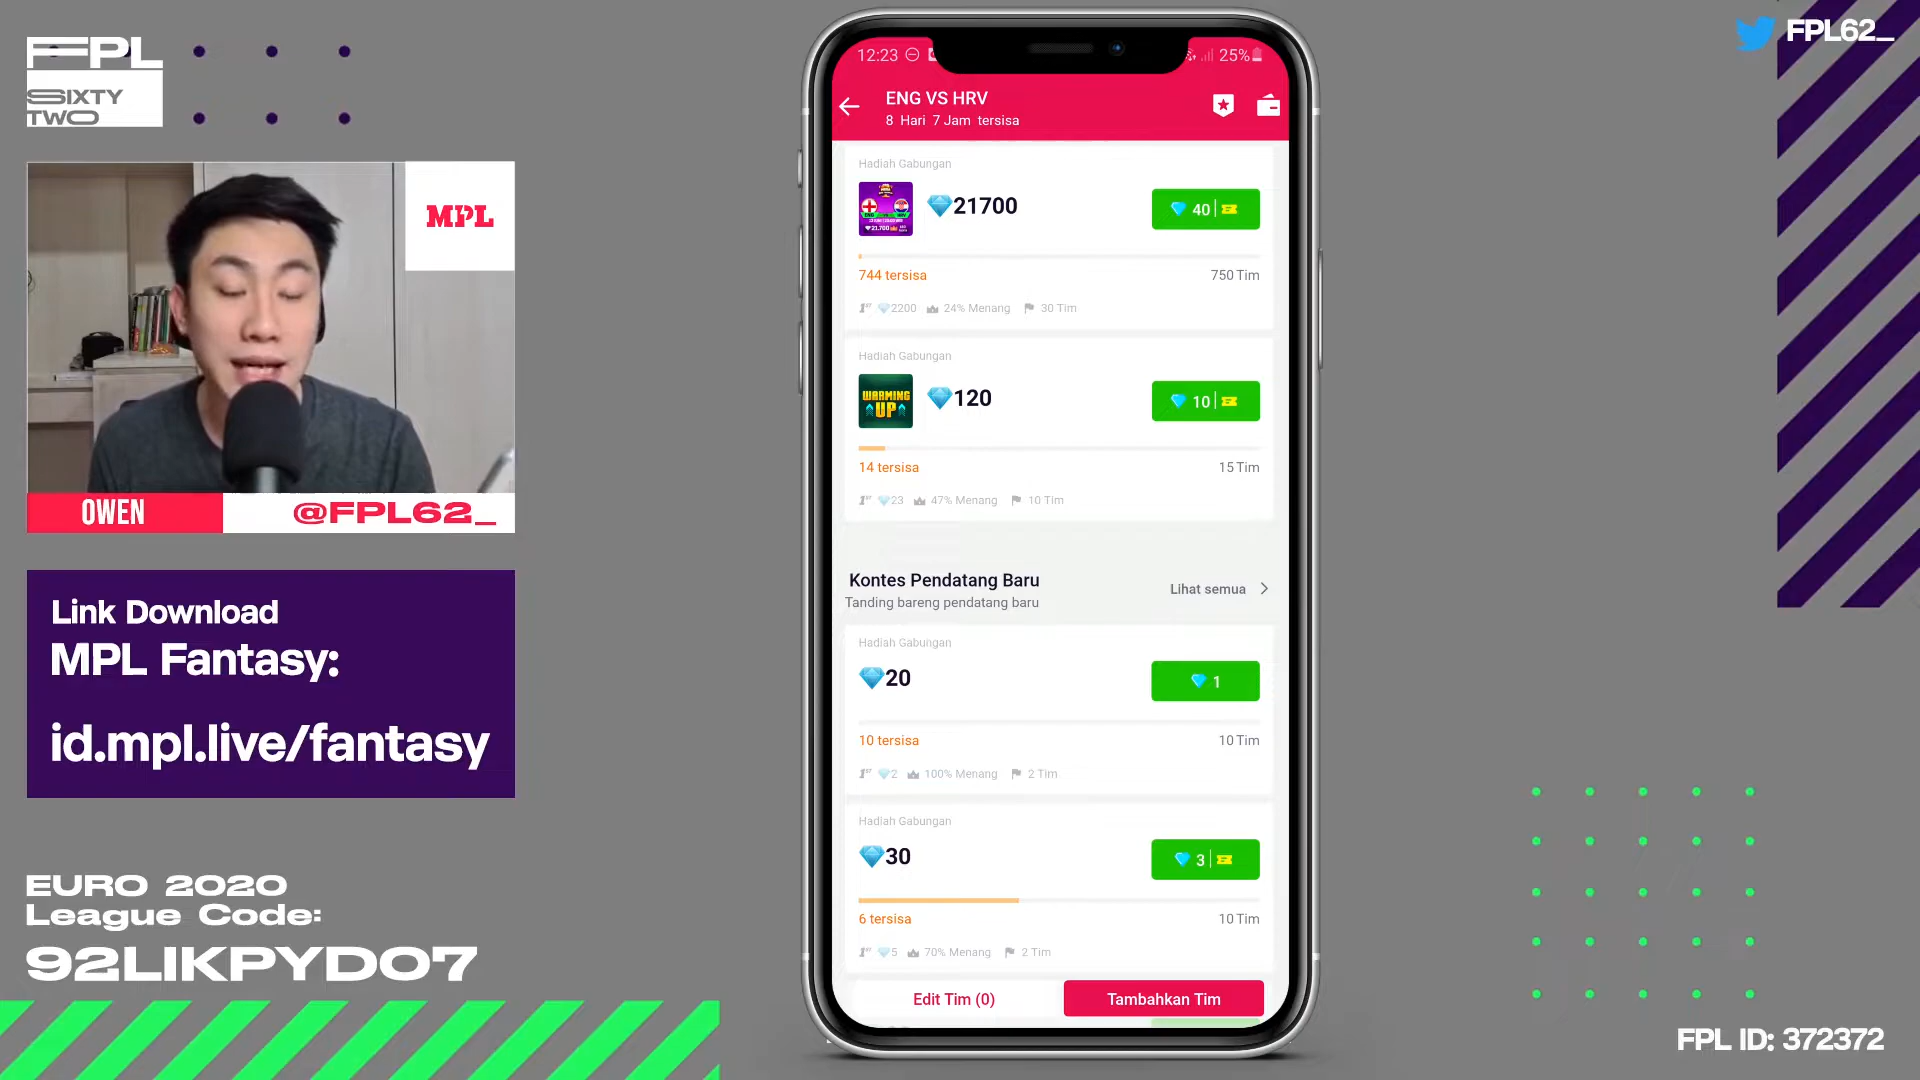 FPL
SIXTY
TWO
FPL62_
MPL
OWEN
@FPL62_
Link Download
MPL Fantasy:
id.mpl.live/fantasy
EURO 2020
League Code:
92LIKPYDO7
12:23
25%
ENG VS HRV
8 Hari 7 Jam tersisa
Hadiah Gabungan
21700
40
744 tersisa
750 Tim
1ST 2200 24% Menang 30 Tim
Hadiah Gabungan
WARMING
UP
120
10
14 tersisa
15 Tim
1ST 23 47% Menang 10 Tim
Kontes Pendatang Baru
Lihat semua
Tanding bareng pendatang baru
Hadiah Gabungan
20
1
10 tersisa
10 Tim
1ST 2 100% Menang 2 Tim
Hadiah Gabungan
30
3
6 tersisa
10 Tim
1ST 5 70% Menang 2 Tim
Edit Tim (0)
Tambahkan Tim
FPL ID: 372372